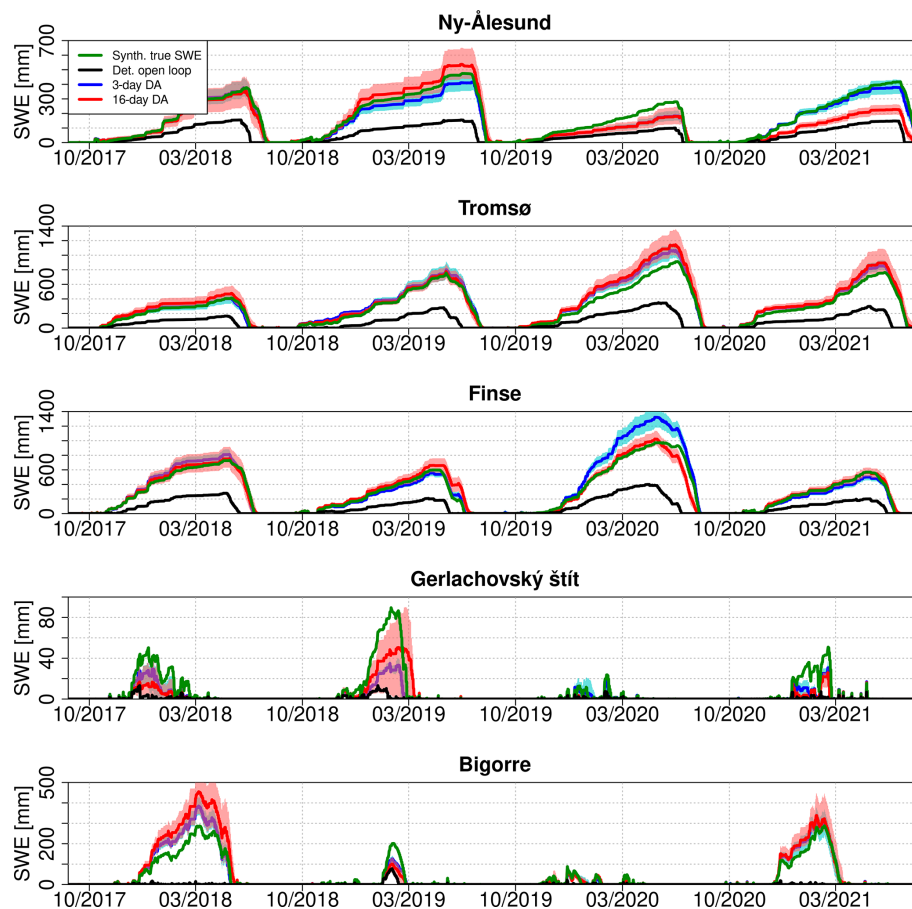 Ny-Ålesund
SWE [mm]
700
300
0
Synth. true SWE
Det. open loop
3-day DA
16-day DA
10/2017 03/2018 10/2018 03/2019 10/2019 03/2020 10/2020 03/2021
Tromsø
SWE [mm]
1400
600
0
10/2017 03/2018 10/2018 03/2019 10/2019 03/2020 10/2020 03/2021
Finse
SWE [mm]
1400
600
0
10/2017 03/2018 10/2018 03/2019 10/2019 03/2020 10/2020 03/2021
Gerlachovský štít
SWE [mm]
80
40
0
10/2017 03/2018 10/2018 03/2019 10/2019 03/2020 10/2020 03/2021
Bigorre
SWE [mm]
500
200
0
10/2017 03/2018 10/2018 03/2019 10/2019 03/2020 10/2020 03/2021